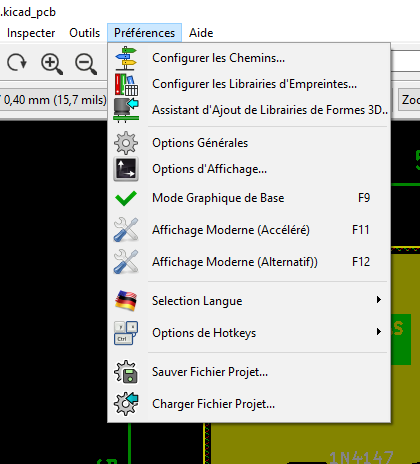 .kicad_pcb
Inspecter Outils Préférences Aide
0,40 mm (15,7 mils)
Zoo
Configurer les Chemins...
Configurer les Librairies d'Empreintes...
Assistant d'Ajout de Librairies de Formes 3D..
Options Générales
Options d'Affichage...
Mode Graphique de Base F9
Affichage Moderne (Accéléré) F11
Affichage Moderne (Alternatif)) F12
Selection Langue
Options de Hotkeys
Ctrl
Sauver Fichier Projet...
Charger Fichier Projet...
1N4147